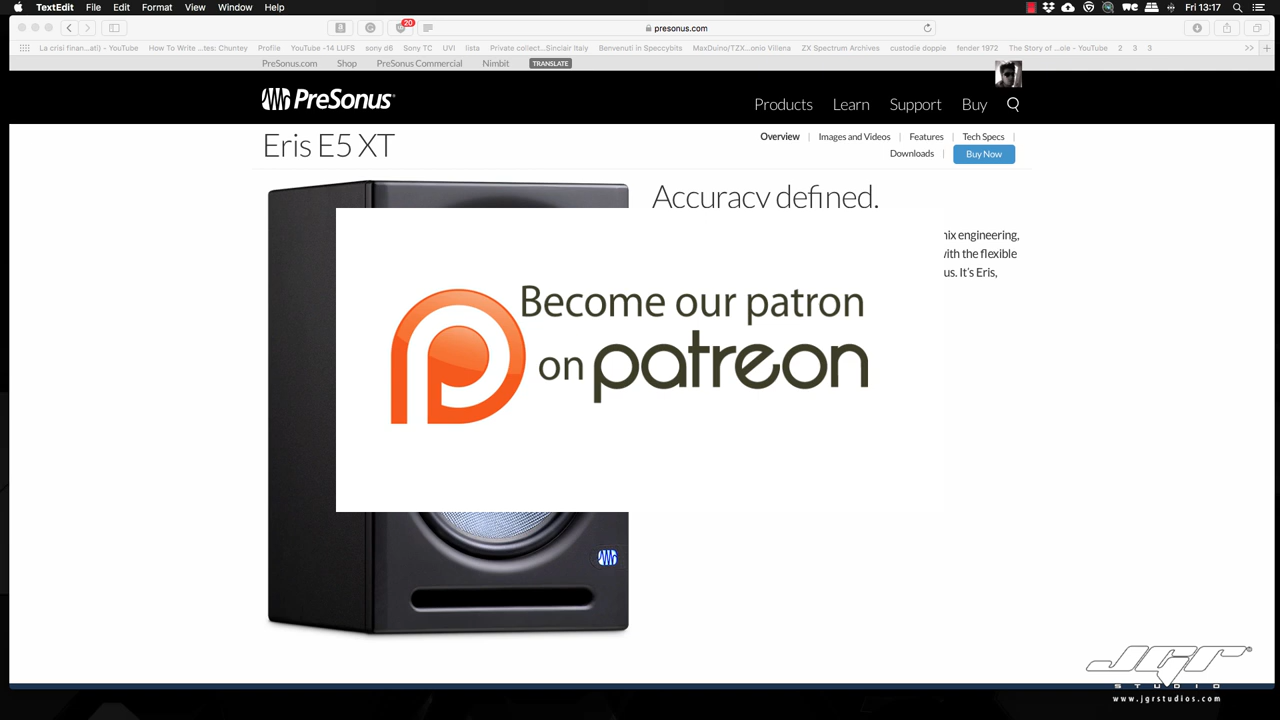 TextEdit File Edit Format View Window Help Fri 13:17
20
presonus.com
La crisi finan...ati) - YouTube How To Write ...tes: Chuntey Profile YouTube -14 LUFS sony d6 Sony TC UVI lista Private collect...Sinclair Italy Benvenuti in Speccybits MaxDuino/TZX...onio Villena ZX Spectrum Archives custodie doppie fender 1972 The Story of ...ole - YouTube 2 3 3
PreSonus.com Shop PreSonus Commercial Nimbit TRANSLATE
PreSonus
Products Learn Support Buy
Eris E5 XT
Overview | Images and Videos | Features | Tech Specs |
Downloads | Buy Now
Accuracy defined.
engineering,
with the flexible
It's Eris,
Become our patron
on patreon
JGR
STUDIO
www.jgrstudios.com